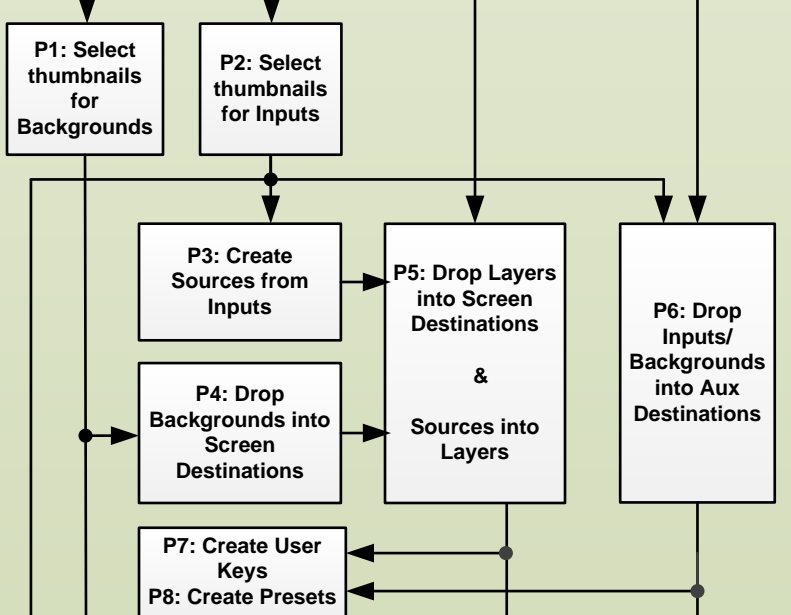 P1: Select
thumbnails
for
Backgrounds
P2: Select
thumbnails
for Inputs
P3: Create
Sources from
Inputs
P4: Drop
Backgrounds into
Screen
Destinations
P5: Drop Layers
into Screen
Destinations
&
Sources into
Layers
P6: Drop
Inputs/
Backgrounds
into Aux
Destinations
P7: Create User
Keys
P8: Create Presets